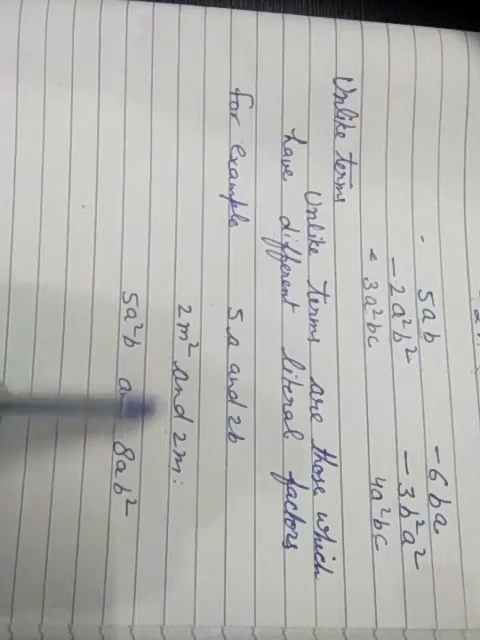 5ab - 6ba
- 2a²b² - 3b²a²
3a²bc 4a²bc
Unlike terms
Unlike terms are those which
have different literal factors
for example 5a and 2b
2m² and 2m.
5a²b 8ab²